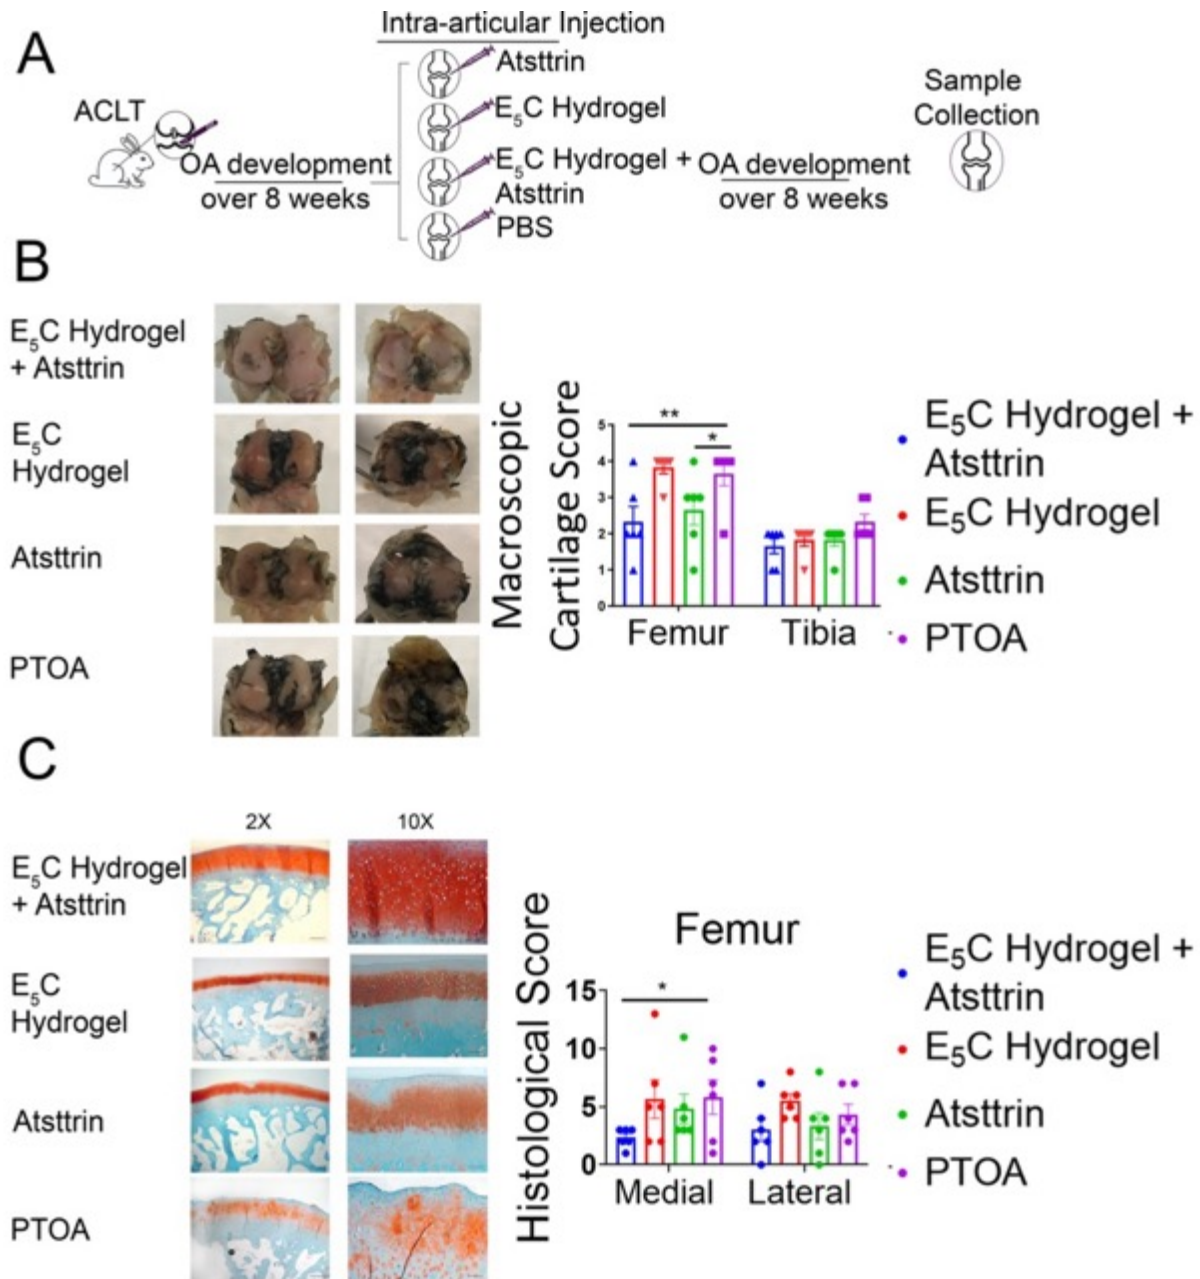 A
Intra-articular Injection
ACLT
OA development
over 8 weeks
Atsttrin
E₅C Hydrogel
E₅C Hydrogel +
Atsttrin
PBS
OA development
over 8 weeks
Sample
Collection
B
E₅C Hydrogel
+ Atsttrin
E₅C
Hydrogel
Atsttrin
PTOA
Macroscopic
Cartilage Score
5
4
3
2
1
0
**
*
Femur
Tibia
E₅C Hydrogel +
Atsttrin
E₅C Hydrogel
Atsttrin
PTOA
C
2X
10X
E₅C Hydrogel
+ Atsttrin
E₅C
Hydrogel
Atsttrin
PTOA
Histological Score
Femur
15
10
5
0
*
Medial
Lateral
E₅C Hydrogel +
Atsttrin
E₅C Hydrogel
Atsttrin
PTOA